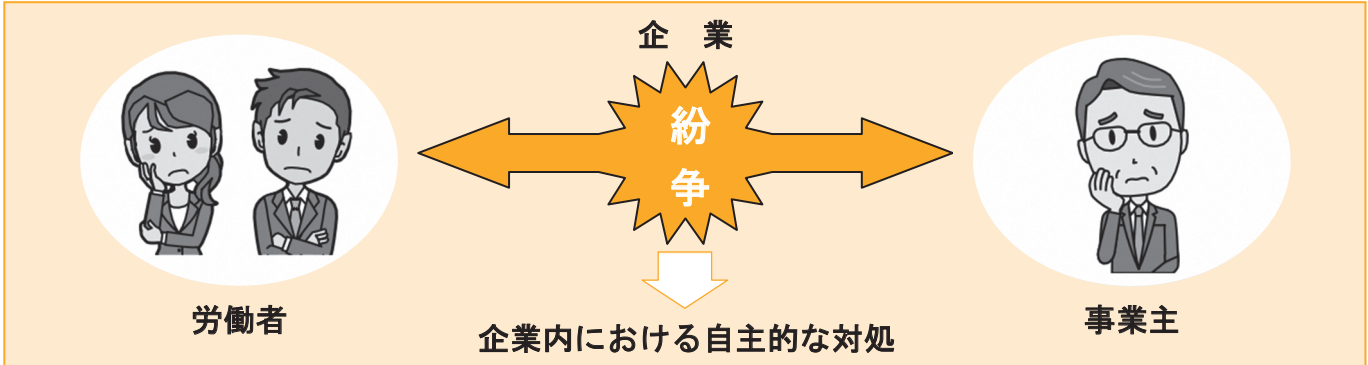 企　業
紛
争
労働者
事業主
企業内における自主的な対処